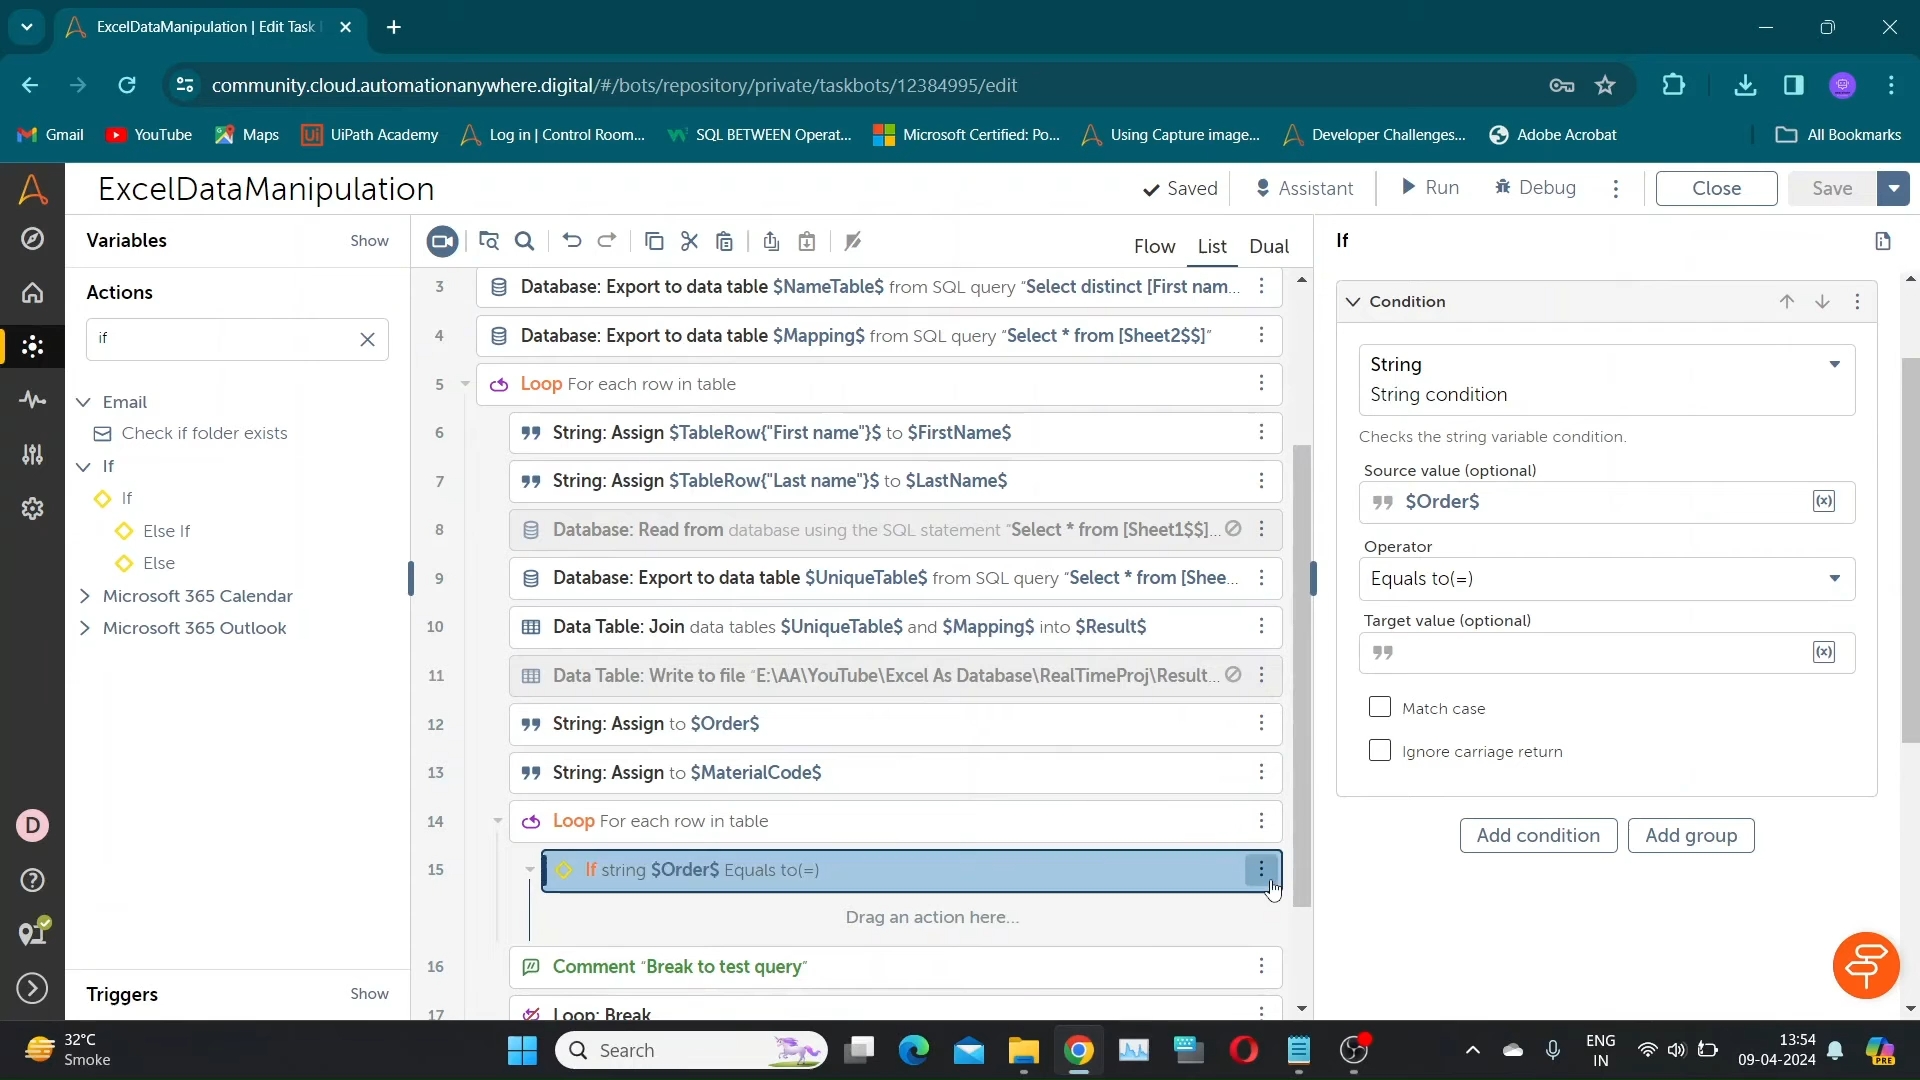 ExcelDataManipulation | Edit Task
community.cloud.automationanywhere.digital/#/bots/repository/private/taskbots/12384995/edit
Gmail
YouTube
Maps
UiPath Academy
Log in | Control Room...
SQL BETWEEN Operat...
Microsoft Certified: Po...
Using Capture image...
Developer Challenges...
Adobe Acrobat
All Bookmarks
ExcelDataManipulation
Saved
Assistant
Run
Debug
Close
Save
Variables
Show
Actions
if
Email
Check if folder exists
If
If
Else If
Else
Microsoft 365 Calendar
Microsoft 365 Outlook
Triggers
Show
D
Flow
List
Dual
3 Database: Export to data table $NameTable$ from SQL query "Select distinct [First nam...
4 Database: Export to data table $Mapping$ from SQL query "Select * from [Sheet2$$]"
5 Loop For each row in table
6 String: Assign $TableRow{"First name"}$ to $FirstName$
7 String: Assign $TableRow{"Last name"}$ to $LastName$
8 Database: Read from database using the SQL statement "Select * from [Sheet1$$]...
9 Database: Export to data table $UniqueTable$ from SQL query "Select * from [Shee...
10 Data Table: Join data tables $UniqueTable$ and $Mapping$ into $Result$
11 Data Table: Write to file "E:\AA\YouTube\Excel As Database\RealTimeProj\Result...
12 String: Assign to $Order$
13 String: Assign to $MaterialCode$
14 Loop For each row in table
15 If string $Order$ Equals to(=)
Drag an action here...
16 Comment "Break to test query"
17 Loop: Break
If
Condition
String
String condition
Checks the string variable condition.
Source value (optional)
$Order$
(x)
Operator
Equals to(=)
Target value (optional)
(x)
Match case
Ignore carriage return
Add condition
Add group
32°C
Smoke
Search
ENG
IN
13:54
09-04-2024
PRE